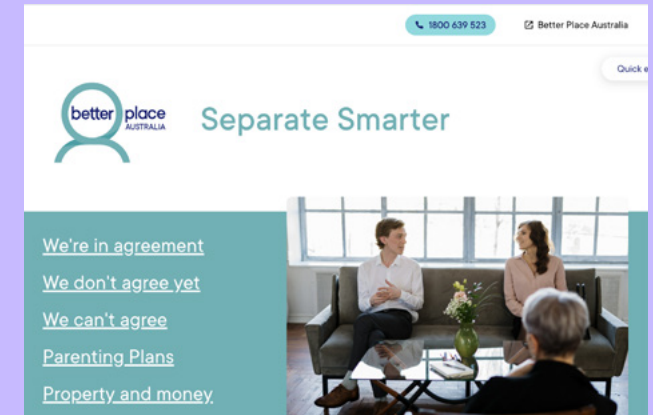 1800 639 523
Better Place Australia
Quick e
better place
AUSTRALIA
Separate Smarter
We're in agreement
We don't agree yet
We can't agree
Parenting Plans
Property and money